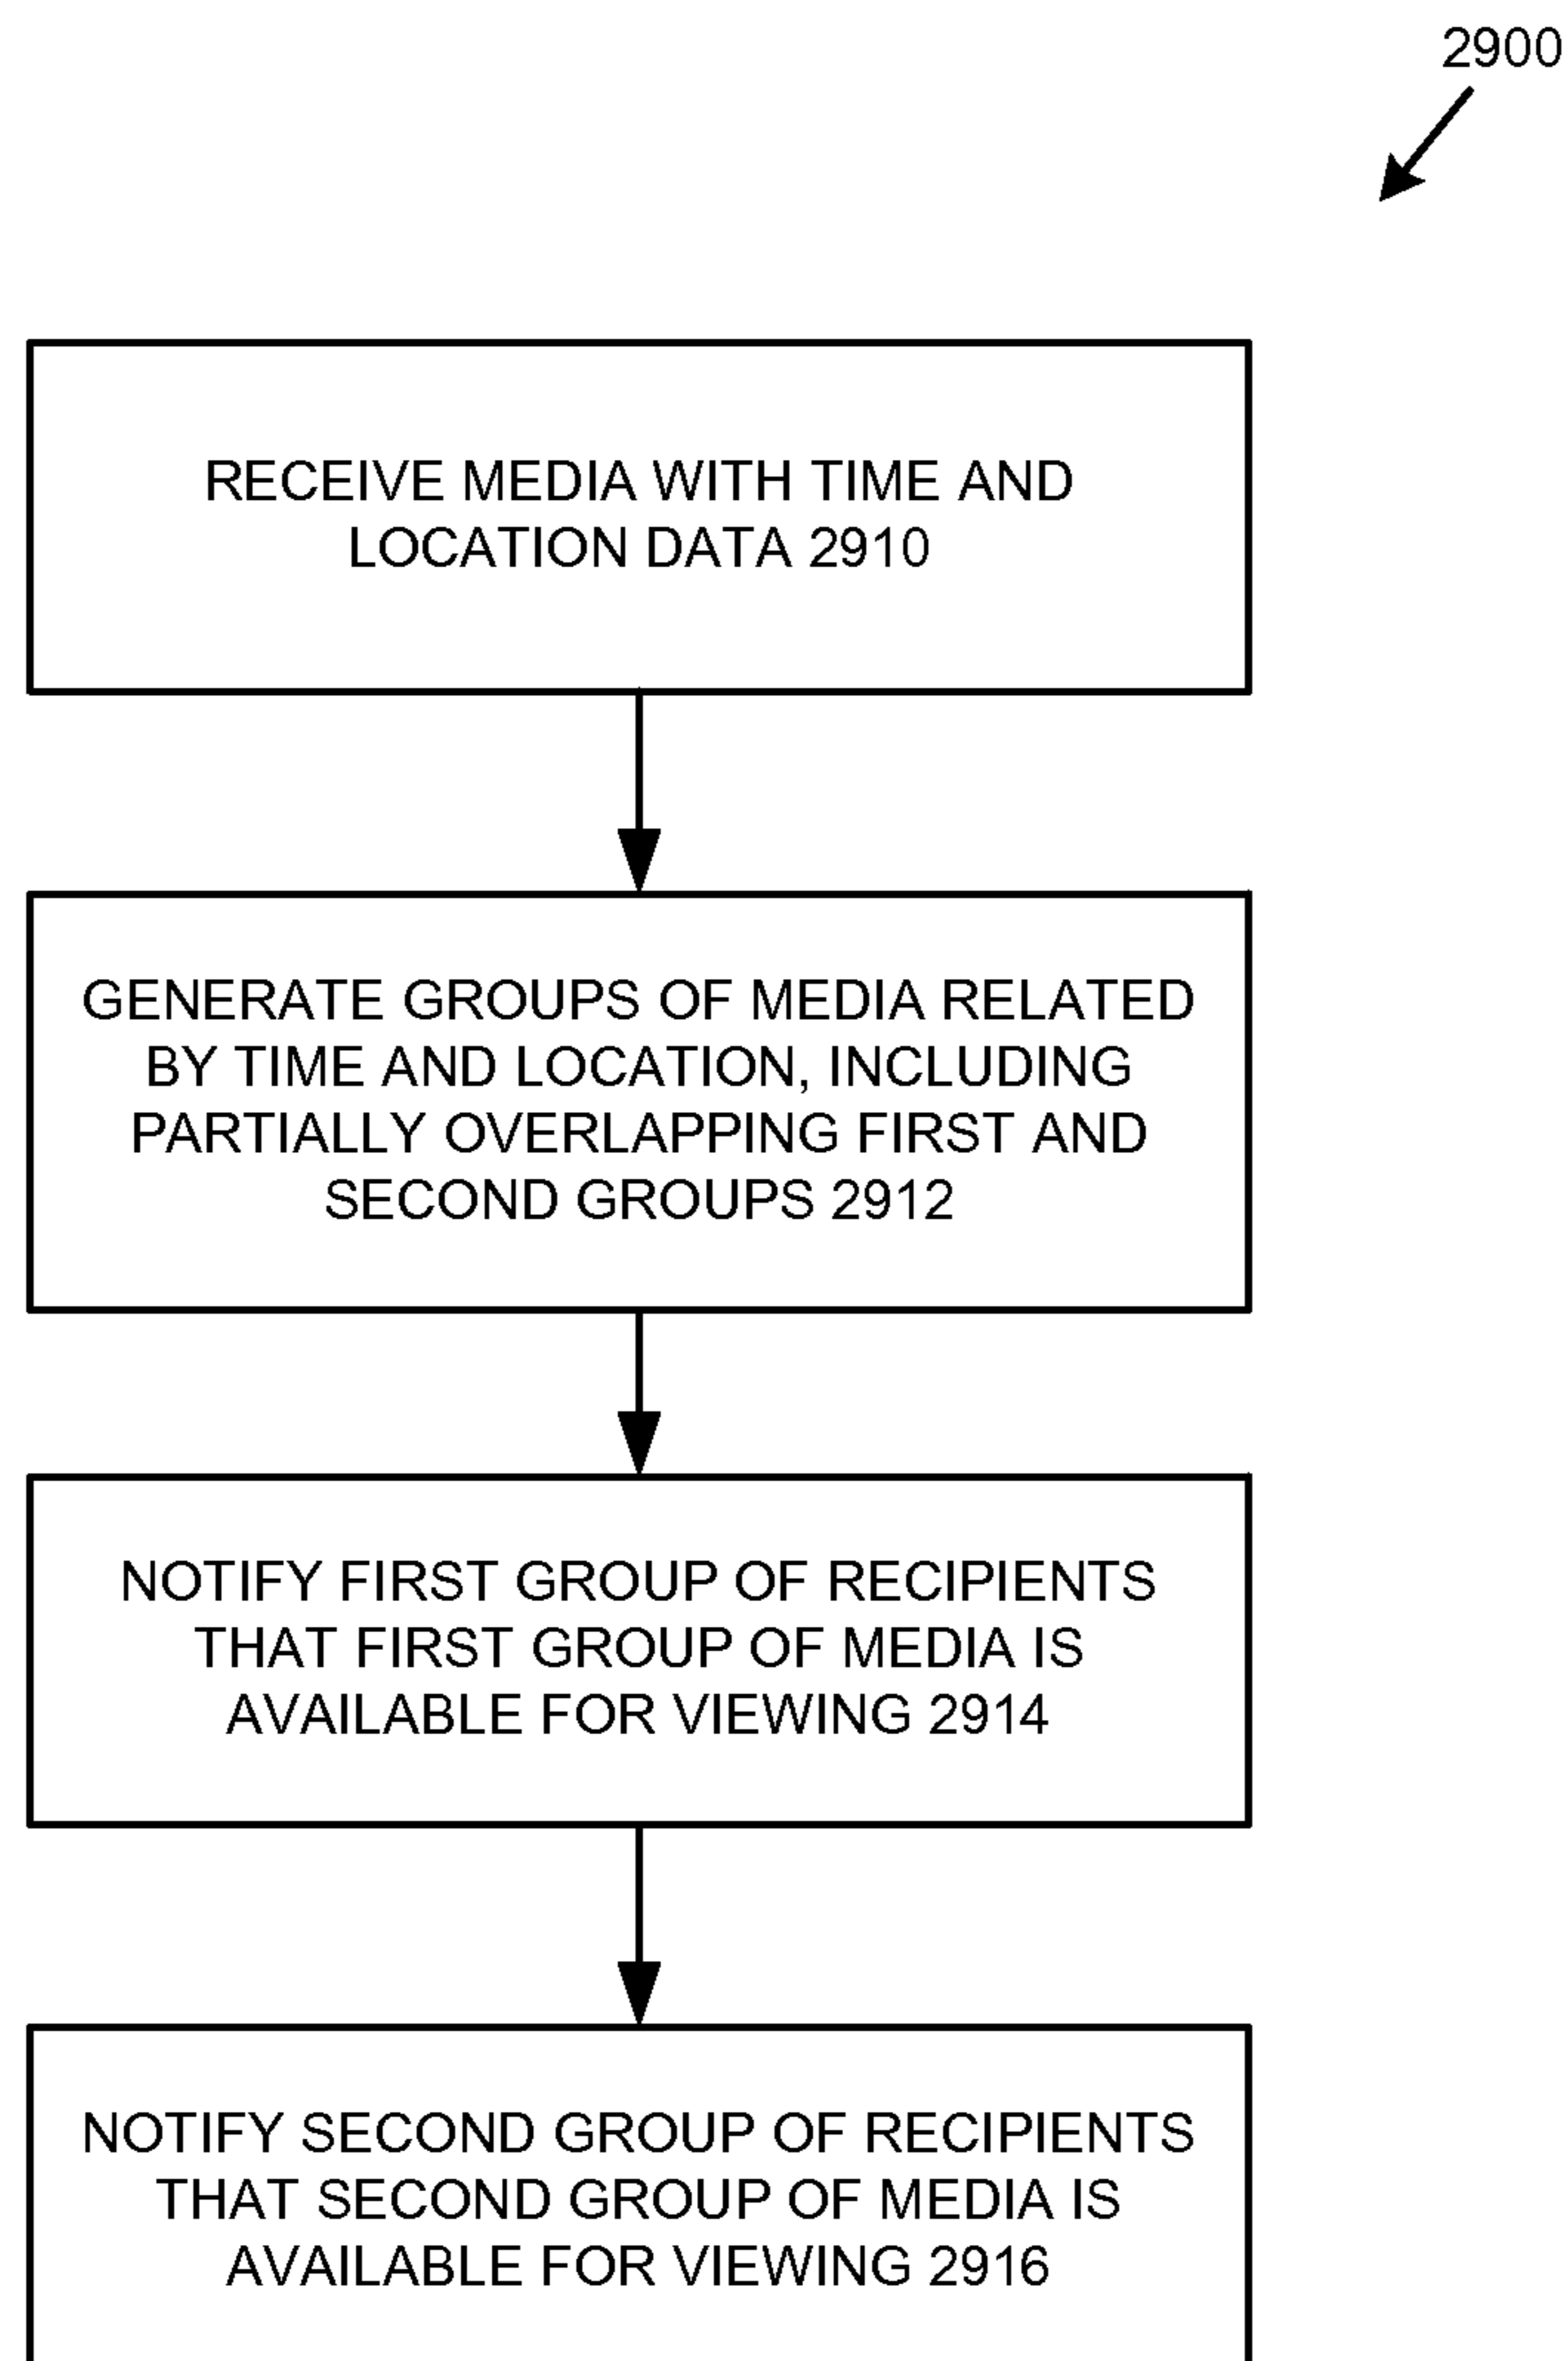 2900
RECEIVE MEDIA WITH TIME AND
LOCATION DATA 2910
GENERATE GROUPS OF MEDIA RELATED
BY TIME AND LOCATION, INCLUDING
PARTIALLY OVERLAPPING FIRST AND
SECOND GROUPS 2912
NOTIFY FIRST GROUP OF RECIPIENTS
THAT FIRST GROUP OF MEDIA IS
AVAILABLE FOR VIEWING 2914
NOTIFY SECOND GROUP OF RECIPIENTS
THAT SECOND GROUP OF MEDIA IS
AVAILABLE FOR VIEWING 2916